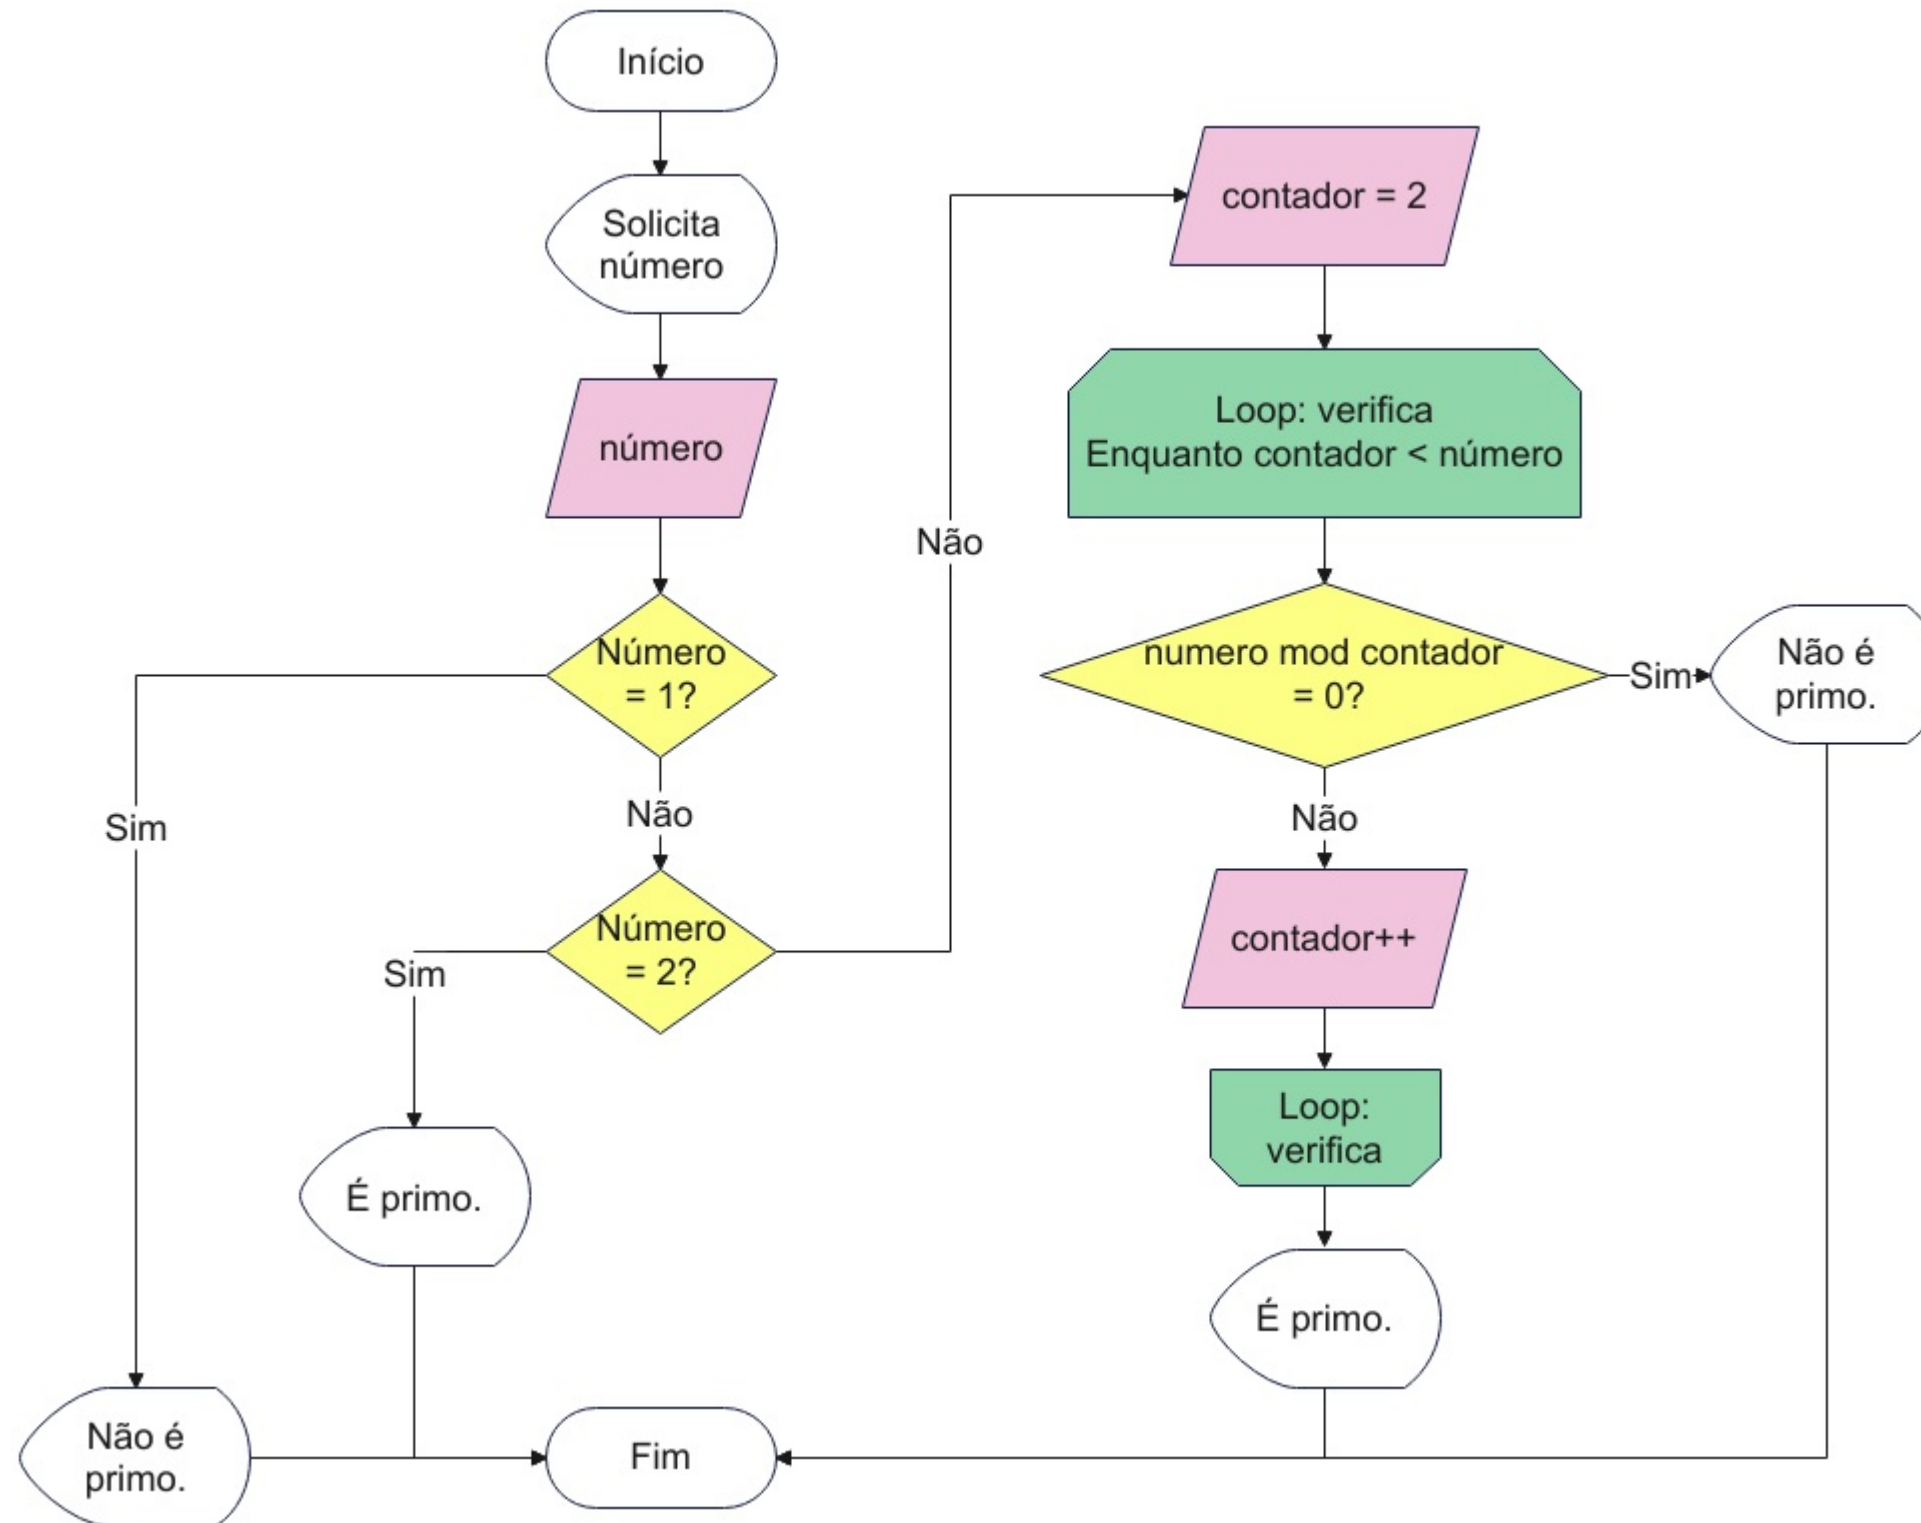 Início
Solicita
número
número
Número
= 1?
Sim
Não
Número
= 2?
Sim
Não
É primo.
Não é
primo.
Fim
contador = 2
Loop: verifica
Enquanto contador < número
numero mod contador
= 0?
Sim
Não é
primo.
Não
contador++
Loop:
verifica
É primo.